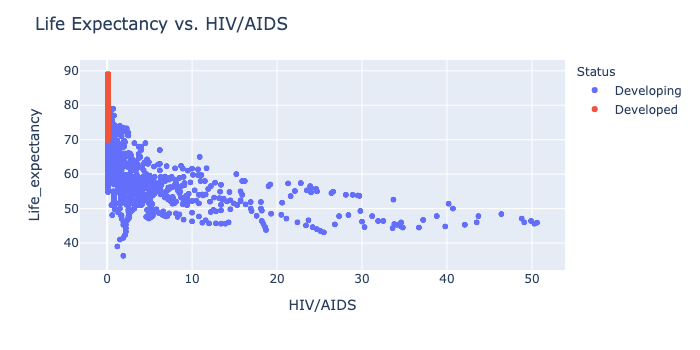 Life Expectancy vs. HIV/AIDS
Status
Developing
Developed
90
80
70
60
50
40
Life_expectancy
0
10
20
30
40
50
HIV/AIDS